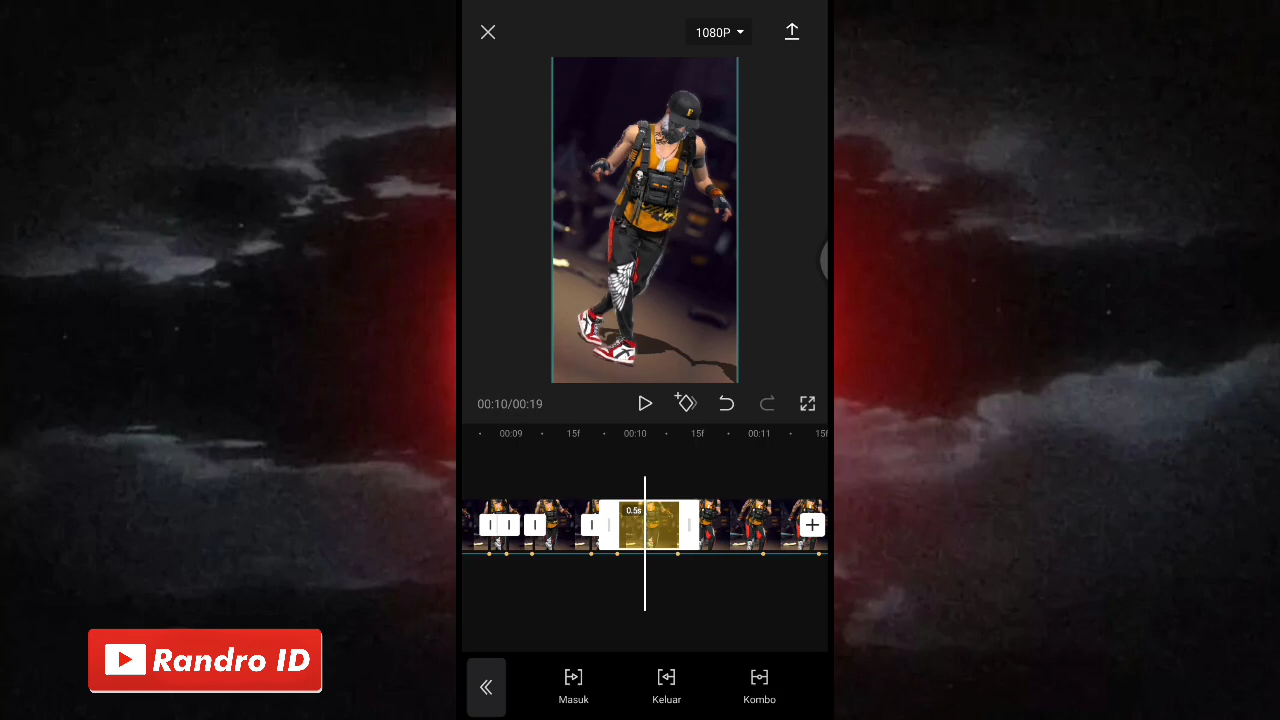 1080P
00:10/00:19
00:09 15f 00:10 15f 00:11 15f
0.5s
Masuk Keluar Kombo
Randro ID